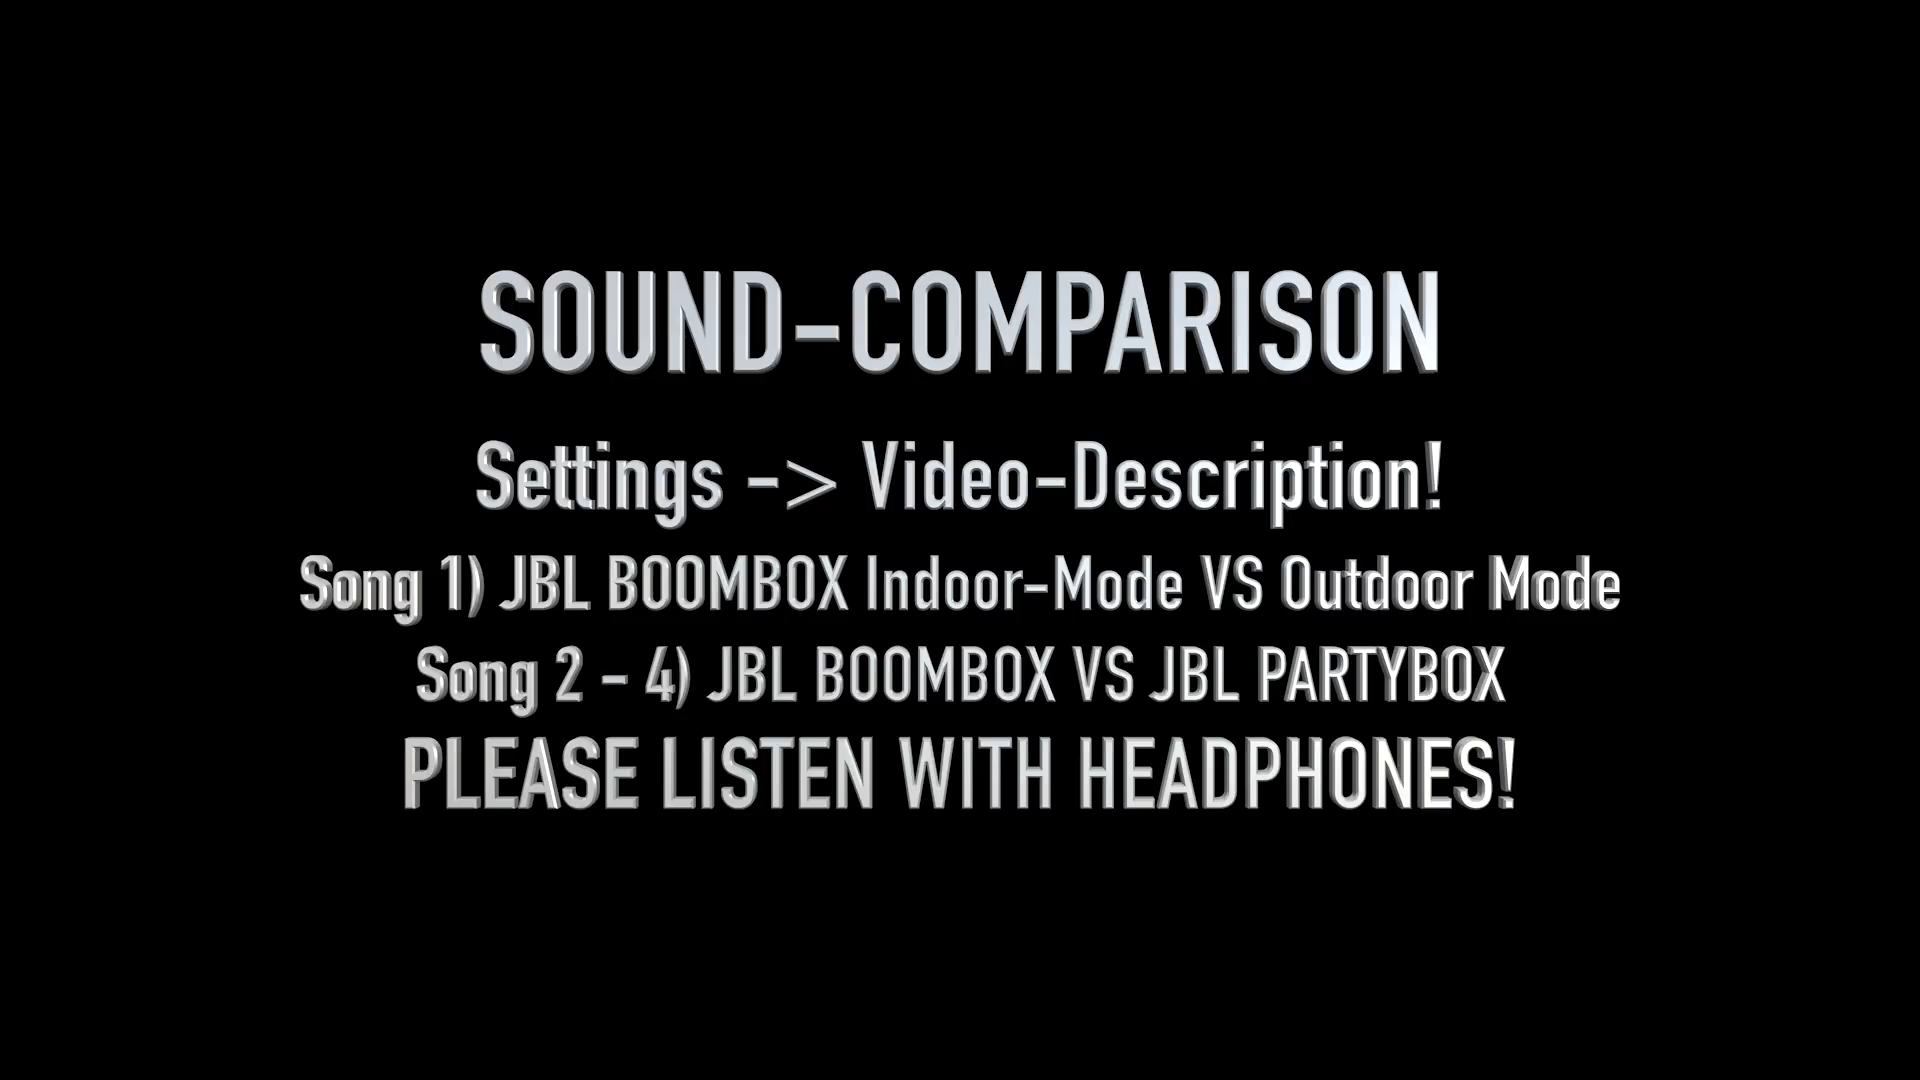 SOUND-COMPARISON
Settings -> Video-Description!
Song 1) JBL BOOMBOX Indoor-Mode VS Outdoor Mode
Song 2 - 4) JBL BOOMBOX VS JBL PARTYBOX
PLEASE LISTEN WITH HEADPHONES!